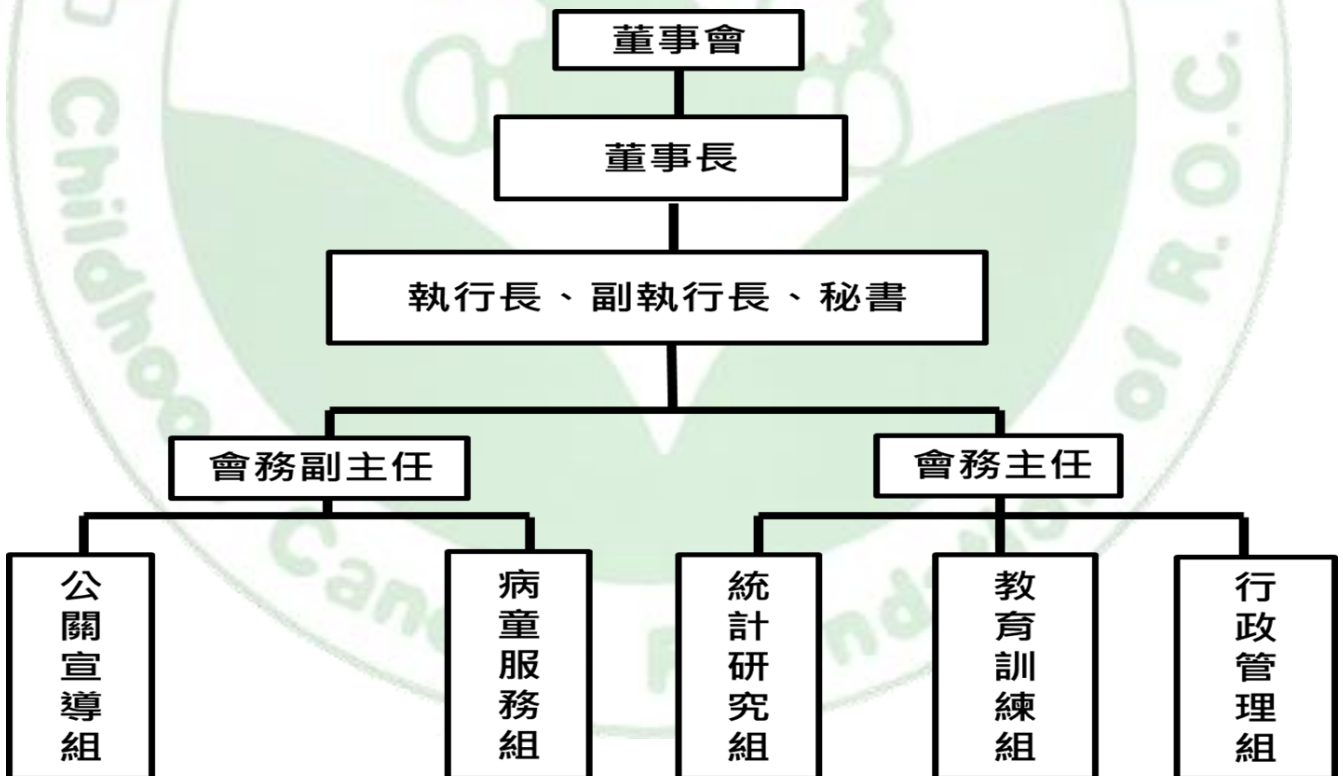 董事會
董事長
執行長、副執行長、秘書
會務副主任
會務主任
公關宣導組
病童服務組
統計研究組
教育訓練組
行政管理組
Childhood
of R.O.C.